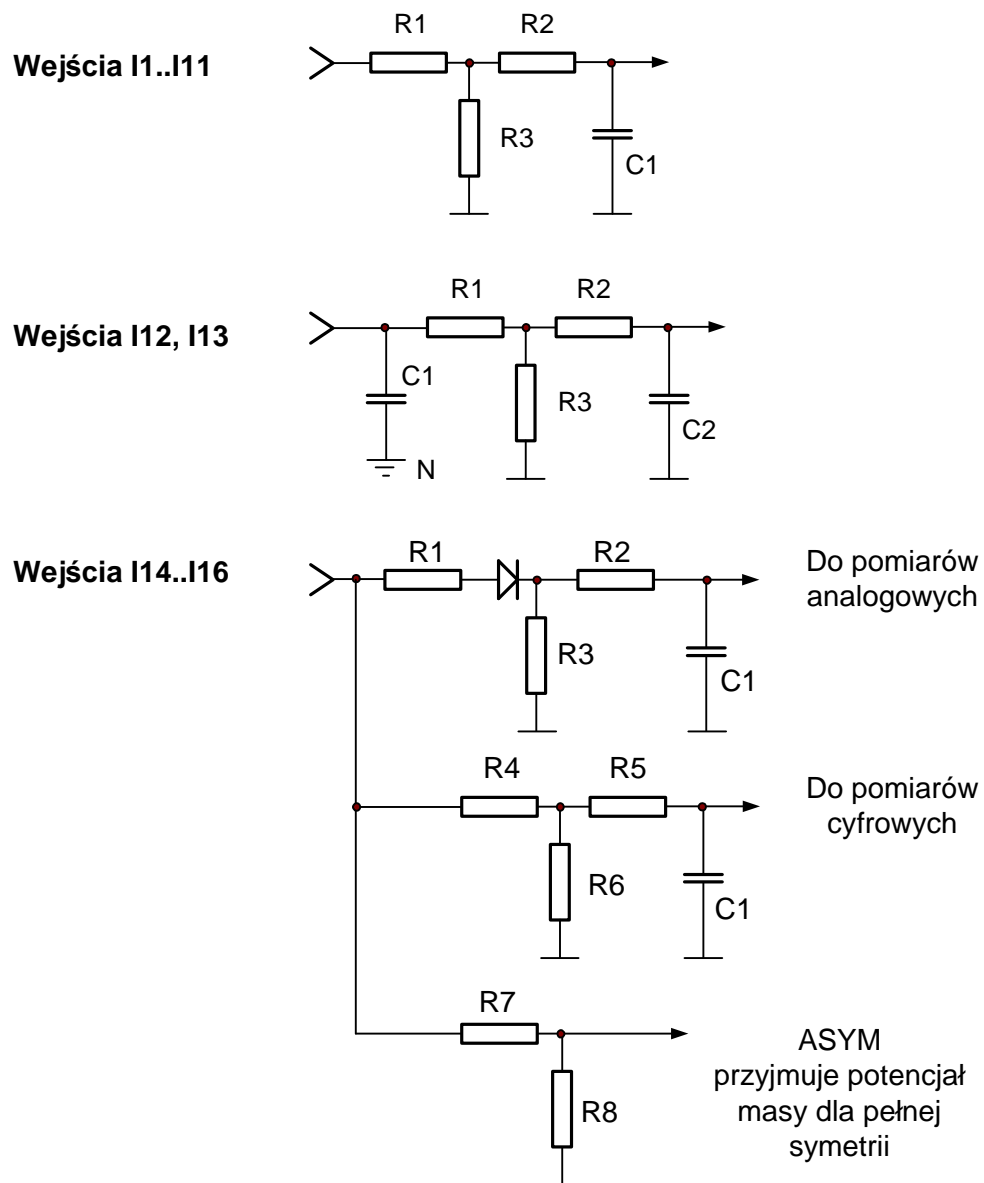 R1 R2
Wejścia I1..I11
R3
C1
R1 R2
Wejścia I12, I13
C1
R3
C2
N
R1 R2
Wejścia I14..I16
Do pomiarów
analogowych
R3
C1
R4 R5
Do pomiarów
cyfrowych
R6
C1
R7
ASYM
przyjmuje potencjał
masy dla pełnej
symetrii
R8